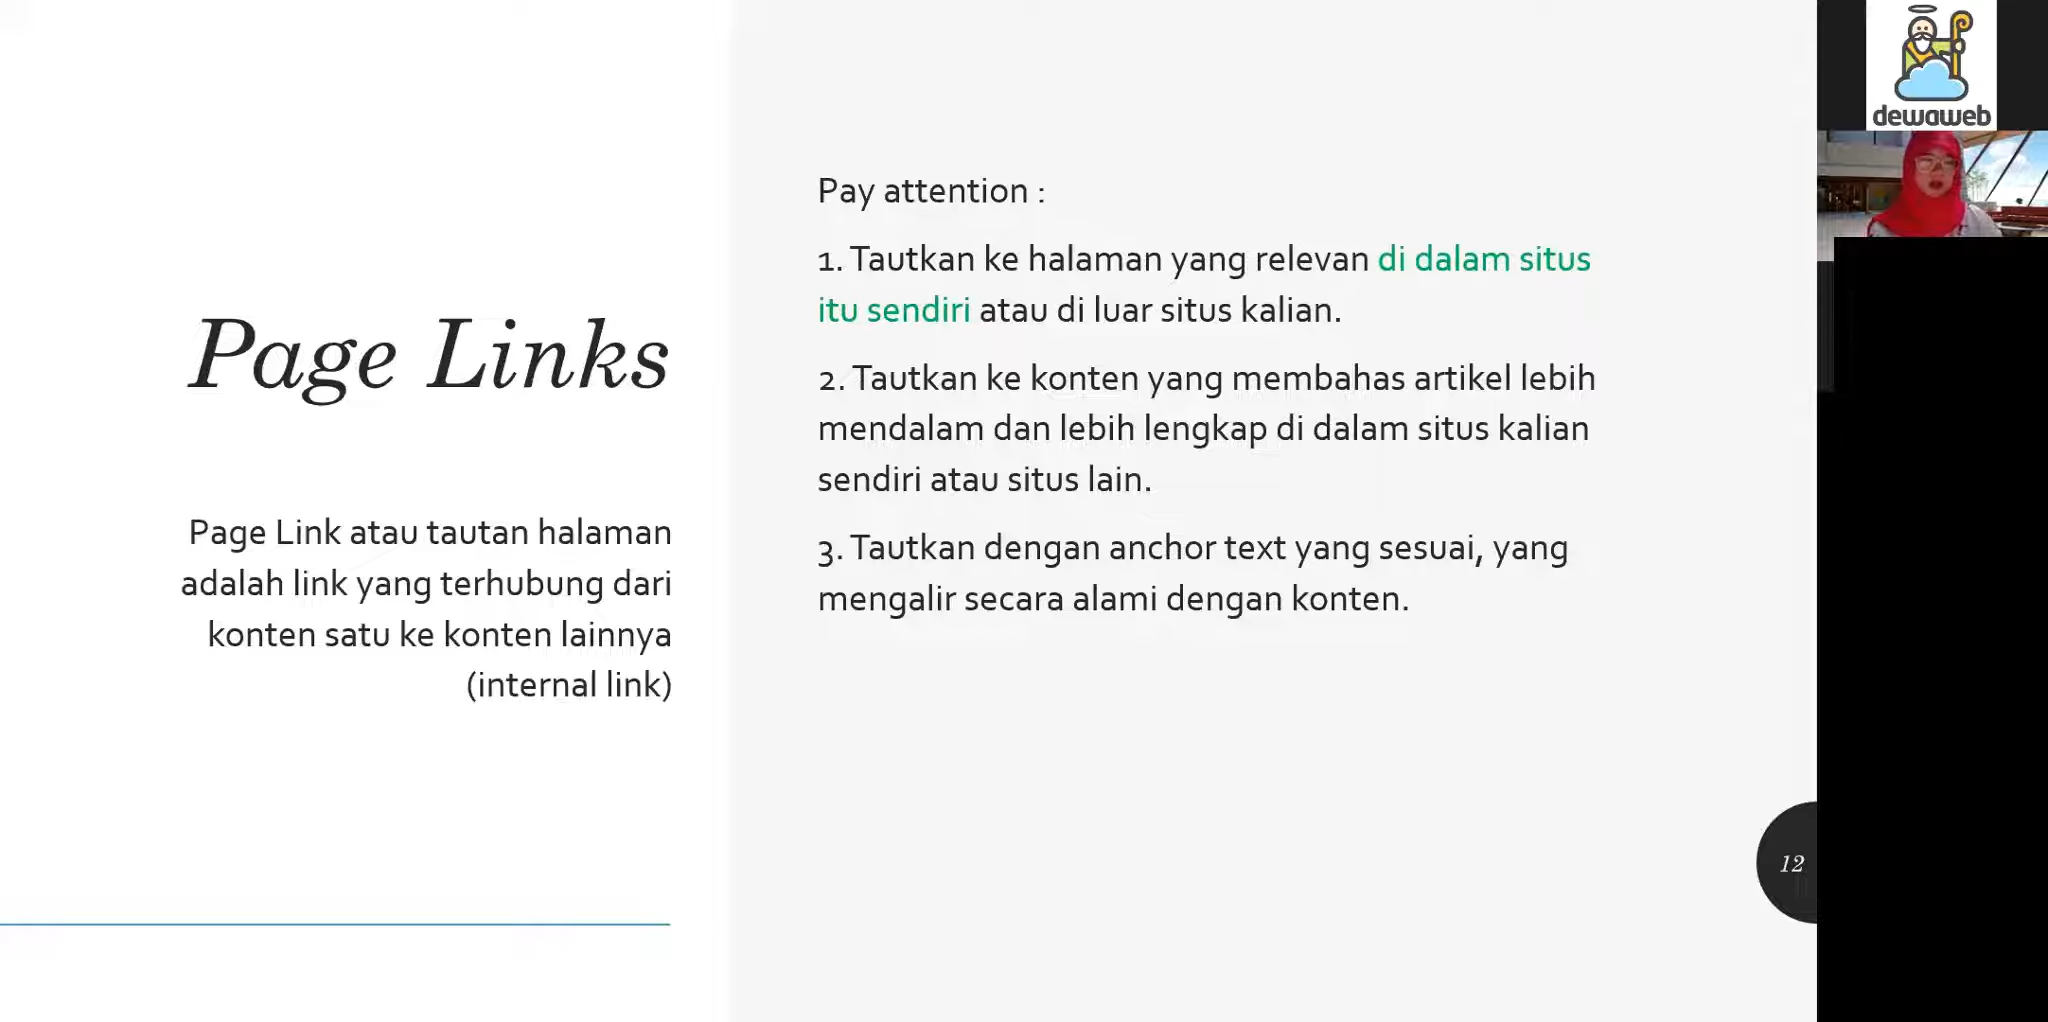 Page Links
Page Link atau tautan halaman
adalah link yang terhubung dari
konten satu ke konten lainnya
(internal link)
Pay attention :
1. Tautkan ke halaman yang relevan di dalam situs
itu sendiri atau di luar situs kalian.
2. Tautkan ke konten yang membahas artikel lebih
mendalam dan lebih lengkap di dalam situs kalian
sendiri atau situs lain.
3. Tautkan dengan anchor text yang sesuai, yang
mengalir secara alami dengan konten.
12
dewaweb